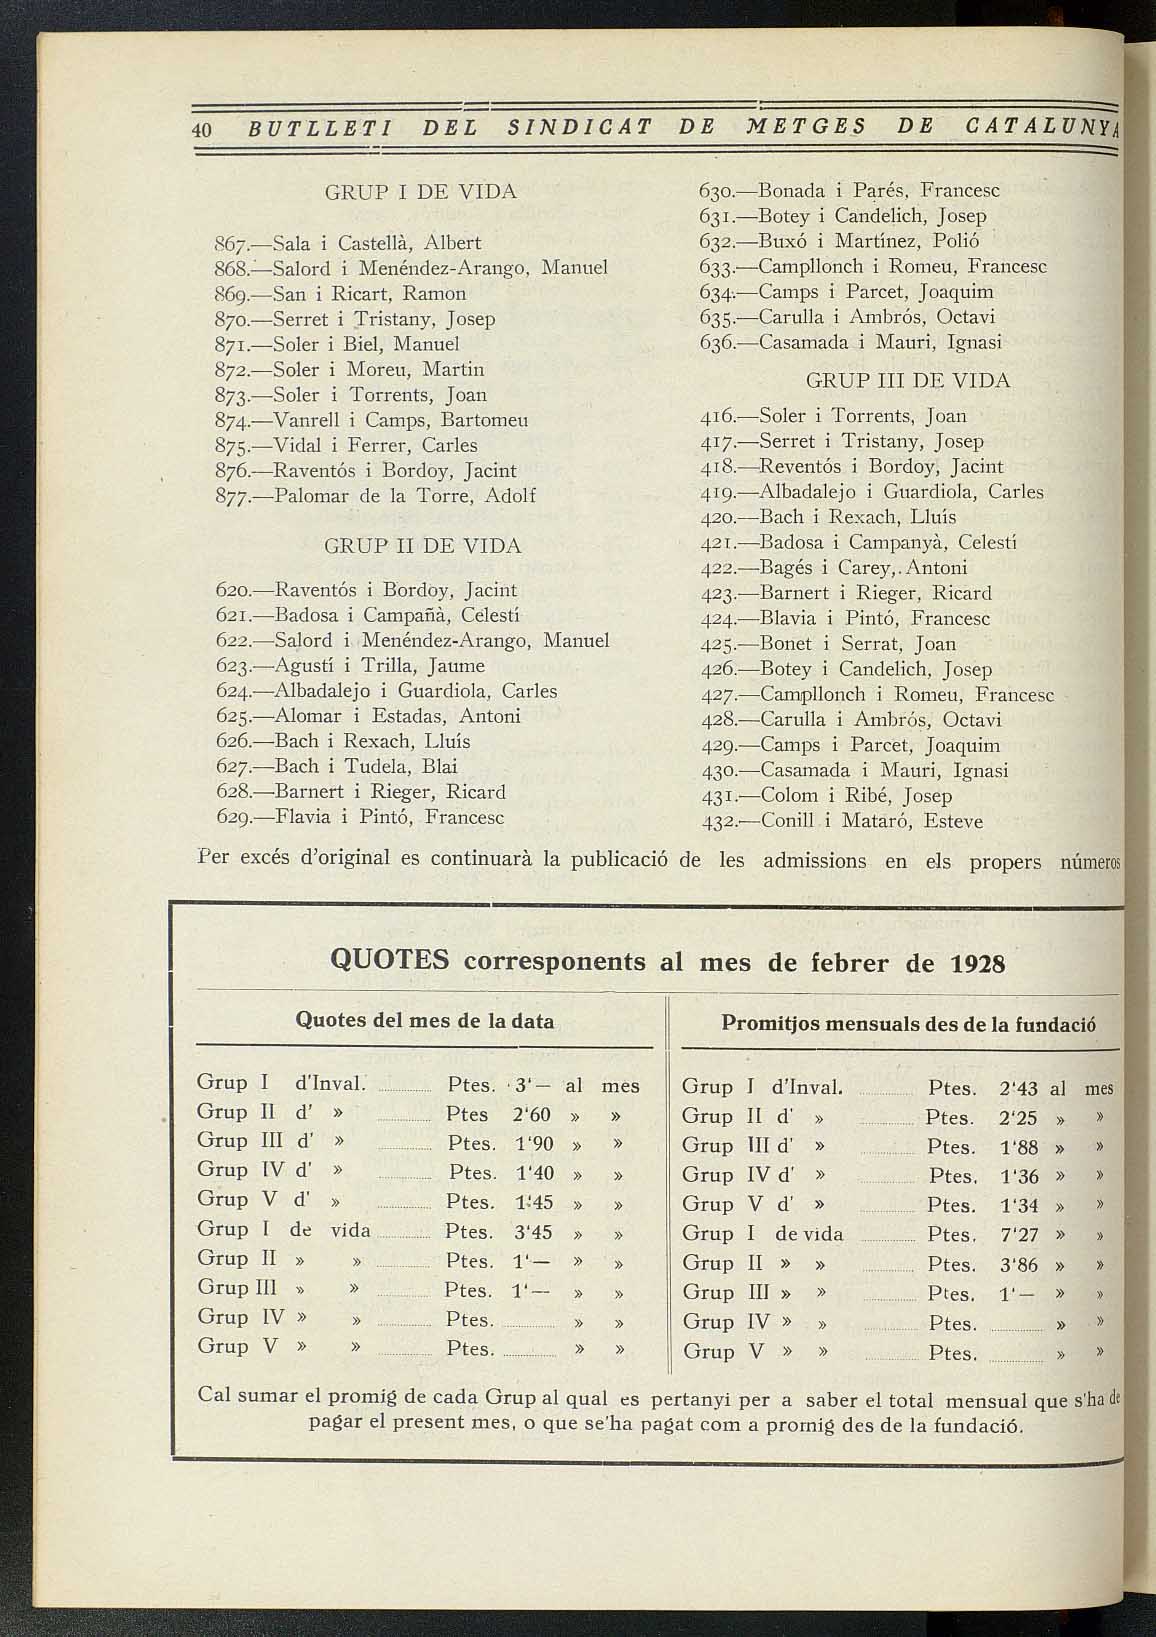 40 BUTLLETI DEL SINDICAT DE METGES DE CATALUNYA
GRUP I DE VIDA
867.—Sala i Castellà, Albert
868.—Salord i Menéndez-Arango, Manuel
869.—San i Ricart, Ramon
870.—Serret i Tristany, Josep
871.—Soler i Biel, Manuel
872.—Soler i Moreu, Martin
873.—Soler i Torrents, Joan
874.—Vanrell i Camps, Bartomeu
875.—Vidal i Ferrer, Carles
876.—Raventós i Bordoy, Jacint
877.—Palomar de la Torre, Adolf
GRUP II DE VIDA
620.—Raventós i Bordoy, Jacint
621.—Badosa i Campañà, Celestí
622.—Salord i Menéndez-Arango, Manuel
623.—Agustí i Trilla, Jaume
624.—Albadalejo i Guardiola, Carles
625.—Alomar i Estadas, Antoni
626.—Bach i Rexach, Lluís
627.—Bach i Tudela, Blai
628.—Barnert i Rieger, Ricard
629.—Flavia i Pintó, Francesc
630.—Bonada i Parés, Francesc
631.—Botey i Candelich, Josep
632.—Buxó i Martínez, Polió
633.—Campllonch i Romeu, Francesc
634.—Camps i Parcet, Joaquim
635.—Carulla i Ambrós, Octavi
636.—Casamada i Mauri, Ignasi
GRUP III DE VIDA
416.—Soler i Torrents, Joan
417.—Serret i Tristany, Josep
418.—Reventós i Bordoy, Jacint
419.—Albadalejo i Guardiola, Carles
420.—Bach i Rexach, Lluís
421.—Badosa i Campanyà, Celestí
422.—Bagés i Carey, Antoni
423.—Barnert i Rieger, Ricard
424.—Blavia i Pintó, Francesc
425.—Bonet i Serrat, Joan
426.—Botey i Candelich, Josep
427.—Campllonch i Romeu, Francesc
428.—Carulla i Ambrós, Octavi
429.—Camps i Parcet, Joaquim
430.—Casamada i Mauri, Ignasi
431.—Colom i Ribé, Josep
432.—Conill i Mataró, Esteve
Per excés d'original es continuarà la publicació de les admissions en els propers números
QUOTES corresponents al mes de febrer de 1928
Quotes del mes de la data
Grup I d'Inval. ........ Ptes. 3'— al mes
Grup II d' » ........ Ptes 2'60 » »
Grup III d' » ........ Ptes. 1'90 » »
Grup IV d' » ........ Ptes. 1'40 » »
Grup V d' » ........ Ptes. 1'45 » »
Grup I de vida ........ Ptes. 3'45 » »
Grup II » » ........ Ptes. 1'— » »
Grup III » » ........ Ptes. 1'— » »
Grup IV » » ........ Ptes. ........ » »
Grup V » » ........ Ptes. ........ » »
Promitjos mensuals des de la fundació
Grup I d'Inval. ........ Ptes. 2'43 al mes
Grup II d' » ........ Ptes. 2'25 » »
Grup III d' » ........ Ptes. 1'88 » »
Grup IV d' » ........ Ptes. 1'36 » »
Grup V d' » ........ Ptes. 1'34 » »
Grup I de vida ........ Ptes. 7'27 » »
Grup II » » ........ Ptes. 3'86 » »
Grup III » » ........ Ptes. 1'— » »
Grup IV » » ........ Ptes. ........ » »
Grup V » » ........ Ptes. ........ » »
Cal sumar el promig de cada Grup al qual es pertanyi per a saber el total mensual que s'ha de
pagar el present mes, o que se'ha pagat com a promig des de la fundació.